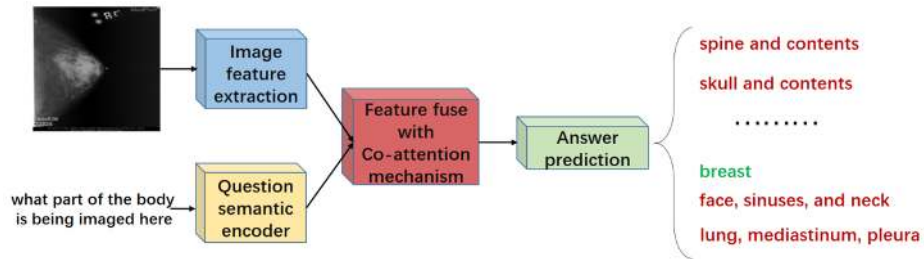 Image
feature
extraction
what part of the body
is being imaged here
Question
semantic
encoder
Feature fuse
with
Co-attention
mechanism
Answer
prediction
spine and contents
skull and contents
·········
breast
face, sinuses, and neck
lung, mediastinum, pleura